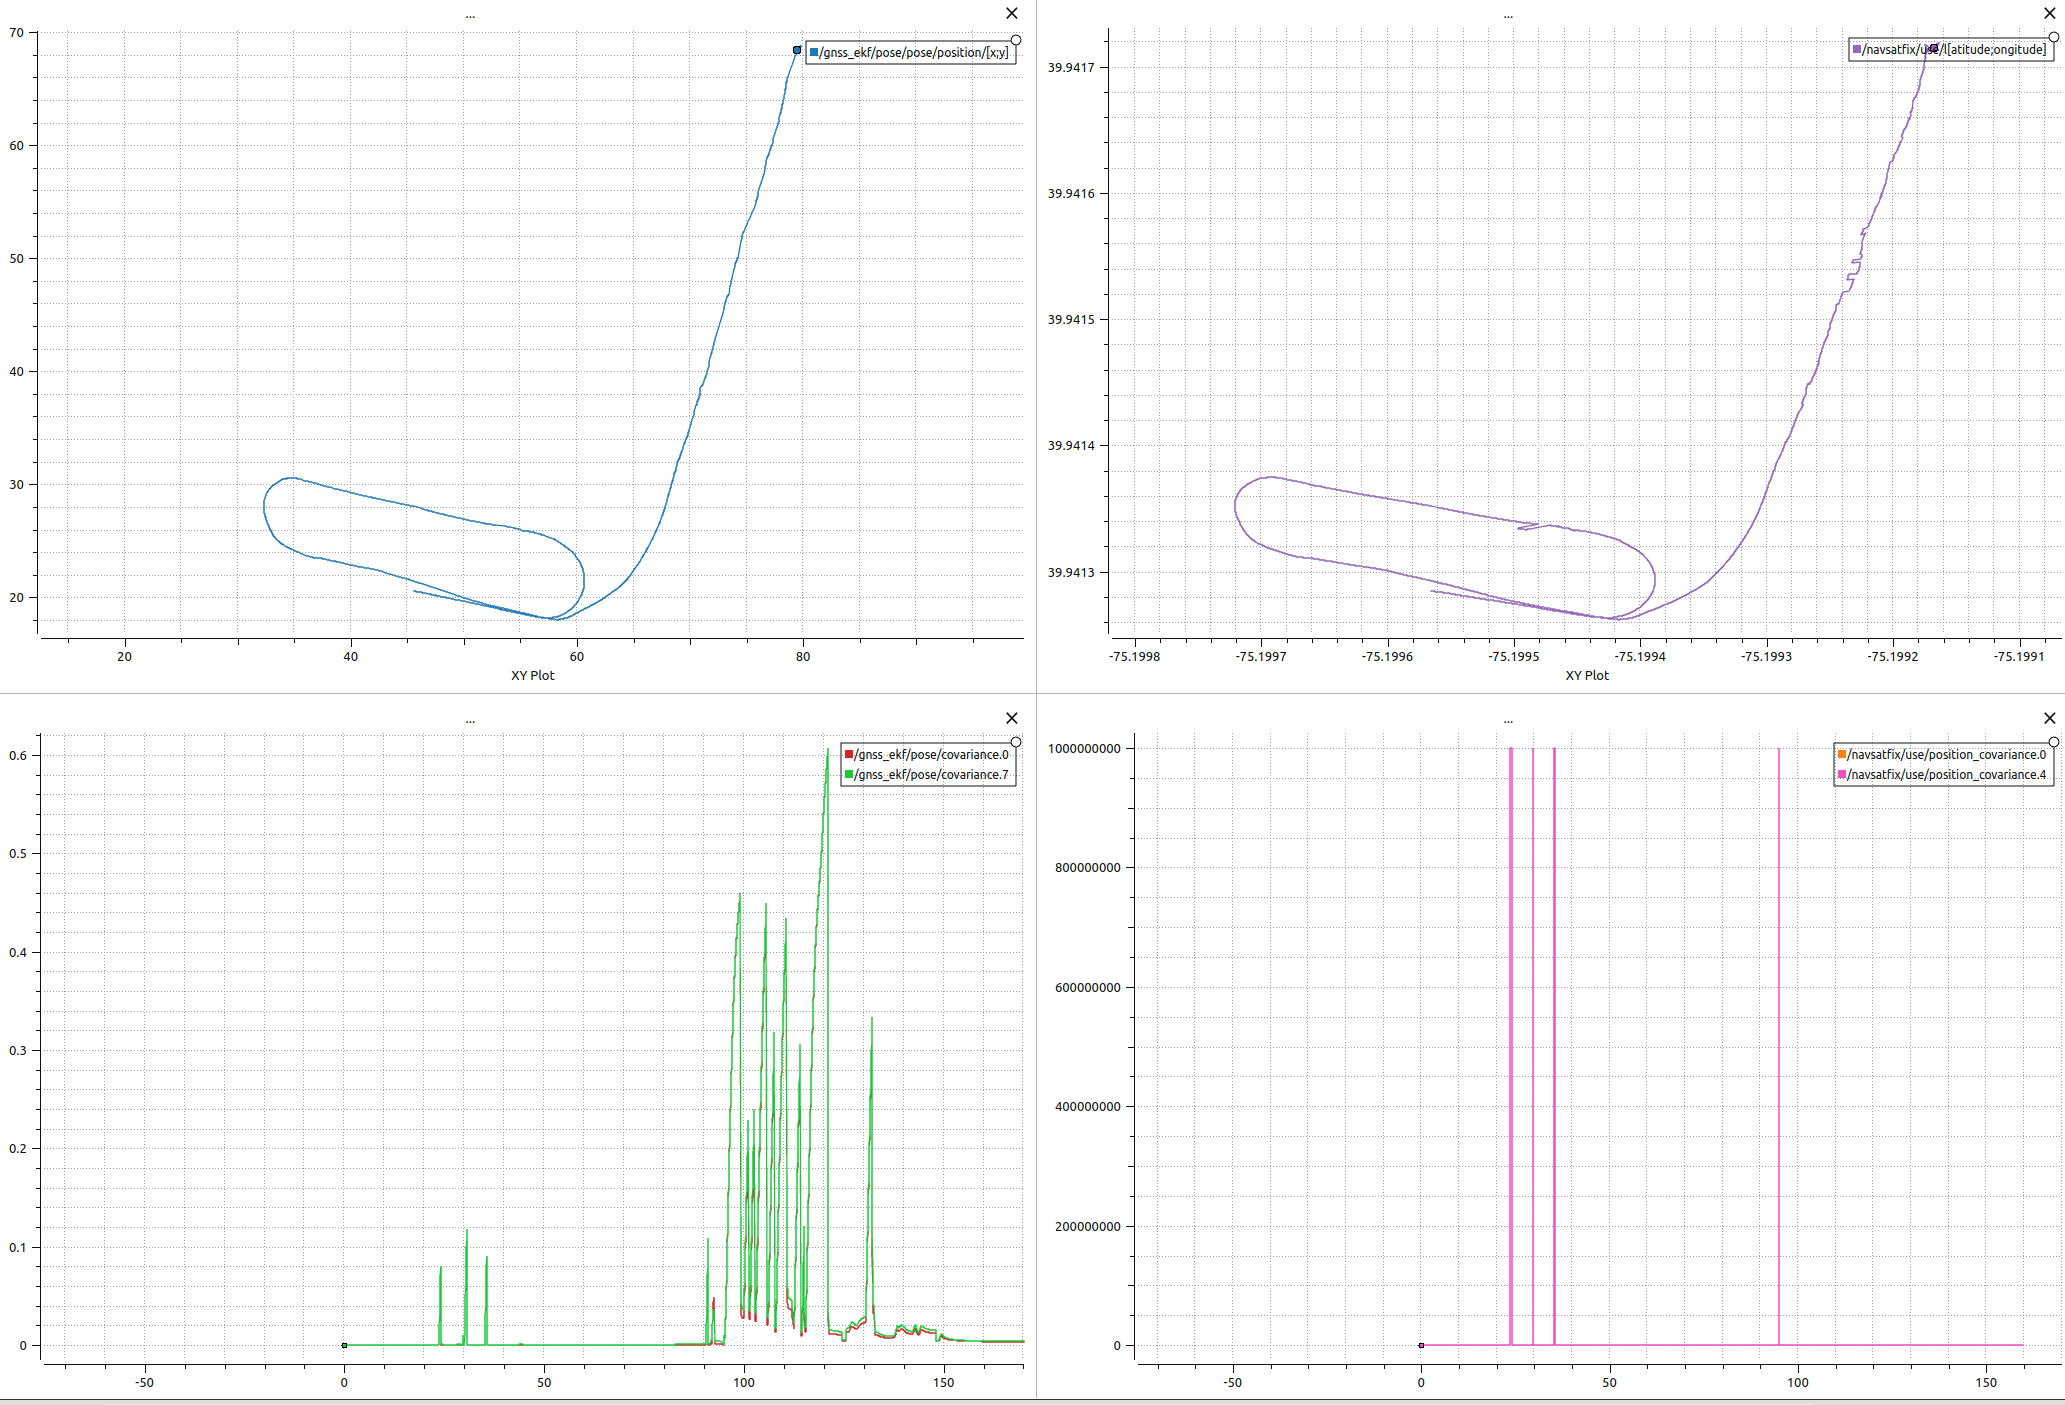 ...
/gnss_ekf/pose/pose/position/[x;y]
70
60
50
40
30
20
20 40 60 80
XY Plot
...
/navsatfix/use/l[atitude;ongitude]
39.9417
39.9416
39.9415
39.9414
39.9413
-75.1998 -75.1997 -75.1996 -75.1995 -75.1994 -75.1993 -75.1992 -75.1991
XY Plot
...
/gnss_ekf/pose/covariance.0
/gnss_ekf/pose/covariance.7
0.6
0.5
0.4
0.3
0.2
0.1
0
-50 0 50 100 150
...
/navsatfix/use/position_covariance.0
/navsatfix/use/position_covariance.4
1000000000
800000000
600000000
400000000
200000000
0
-50 0 50 100 150